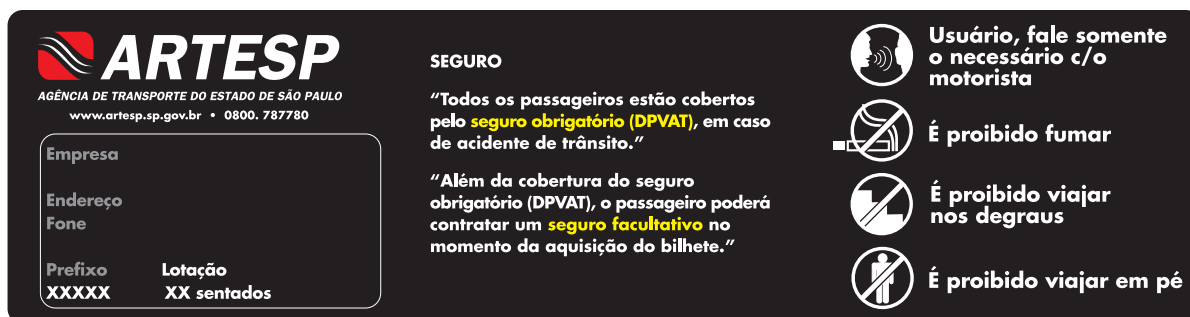 ARTESP
AGÊNCIA DE TRANSPORTE DO ESTADO DE SÃO PAULO
www.artesp.sp.gov.br • 0800. 787780
Empresa
Endereço
Fone
Prefixo Lotação
XXXXX XX sentados
SEGURO
“Todos os passageiros estão cobertos
pelo seguro obrigatório (DPVAT), em caso
de acidente de trânsito.”
“Além da cobertura do seguro
obrigatório (DPVAT), o passageiro poderá
contratar um seguro facultativo no
momento da aquisição do bilhete.”
Usuário, fale somente
o necessário c/o
motorista
É proibido fumar
É proibido viajar
nos degraus
É proibido viajar em pé